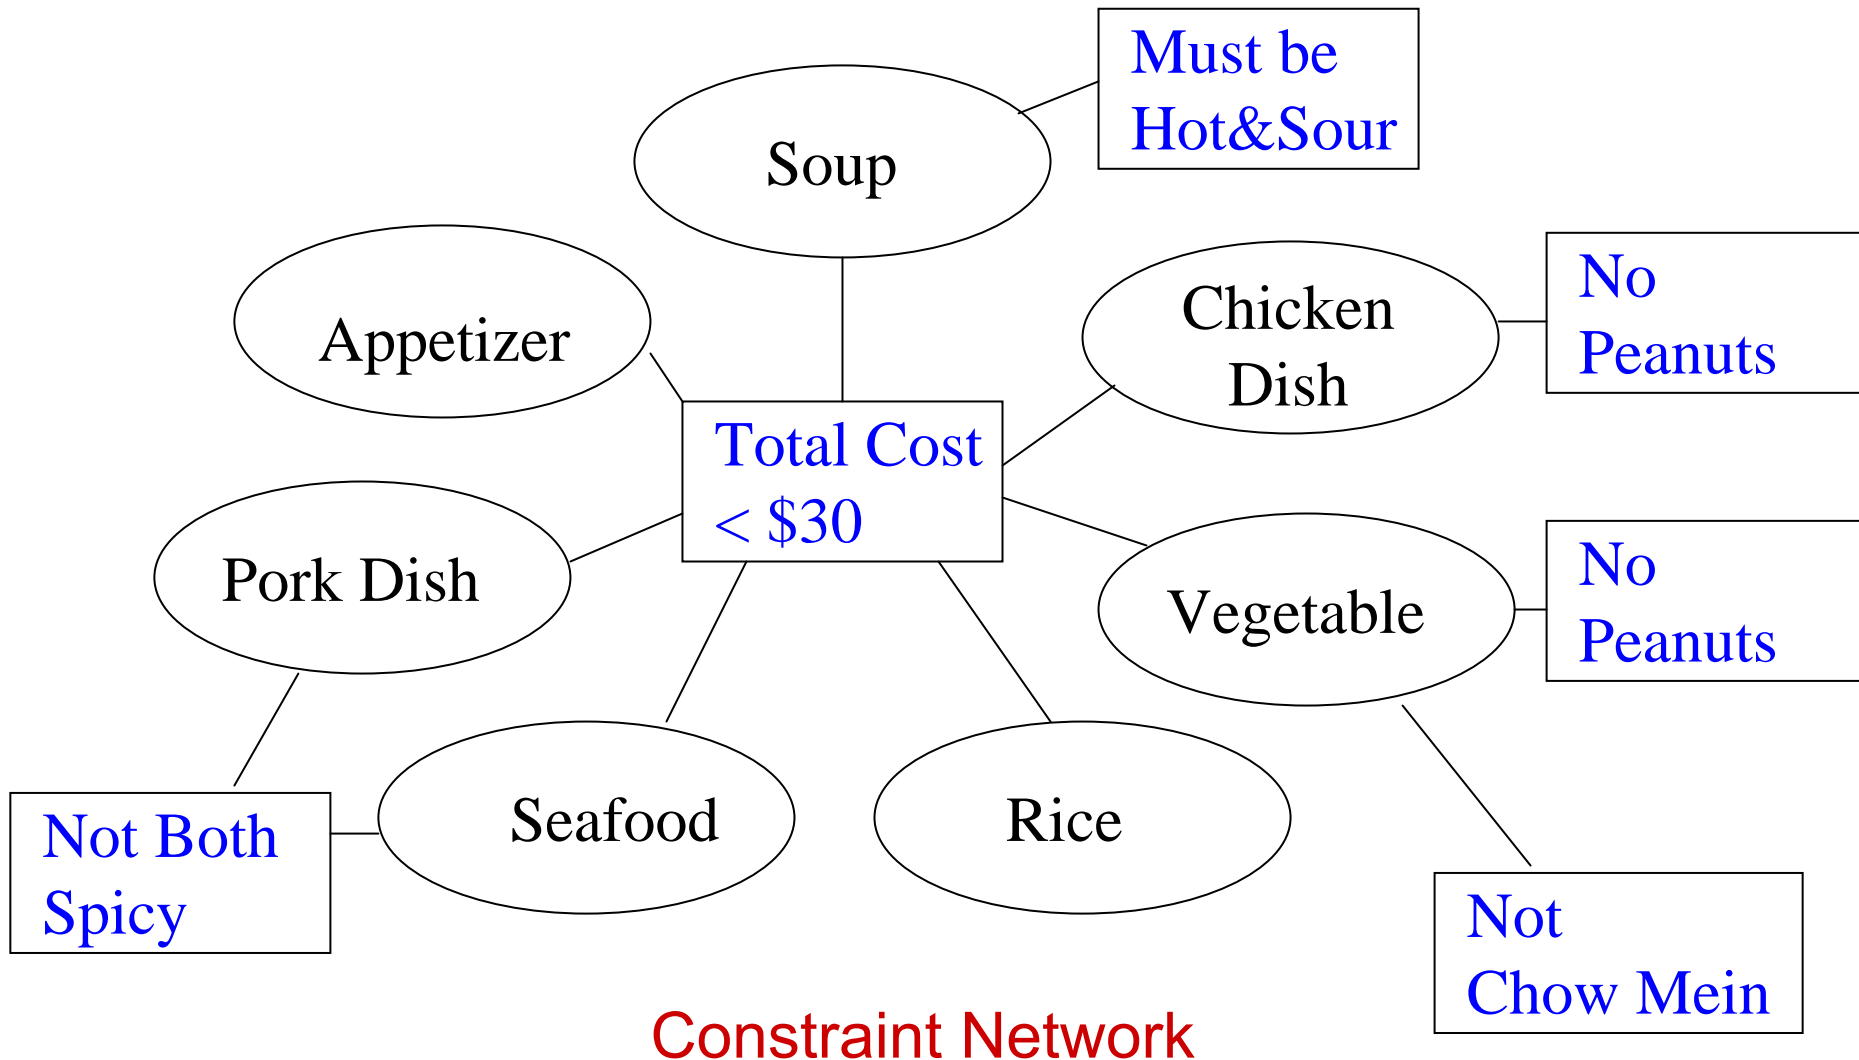 Must be
Hot&Sour
Soup
No
Peanuts
Chicken
Dish
Appetizer
Total Cost
< $30
No
Peanuts
Pork Dish
Vegetable
Not Both
Spicy
Seafood
Rice
Not
Chow Mein
Constraint Network